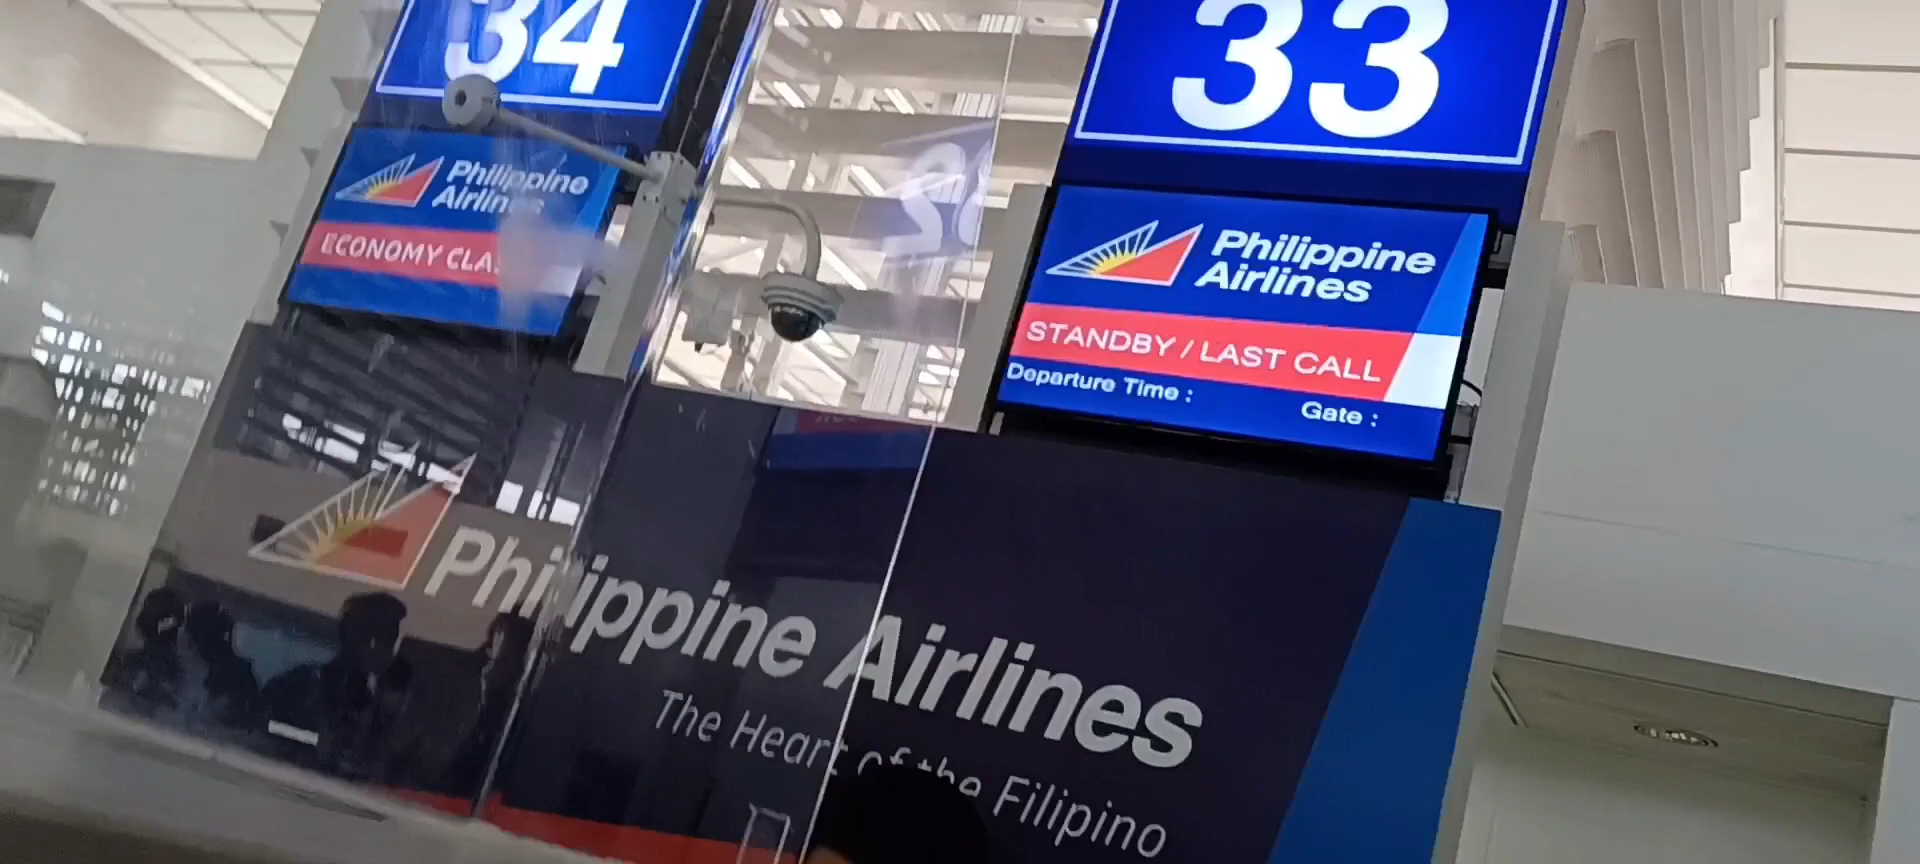 34
Philippine
Airlines
ECONOMY
33
Philippine
Airlines
STANDBY / LAST CALL
Departure Time :
Gate :
Philippine Airlines
The Heart of the Filipino